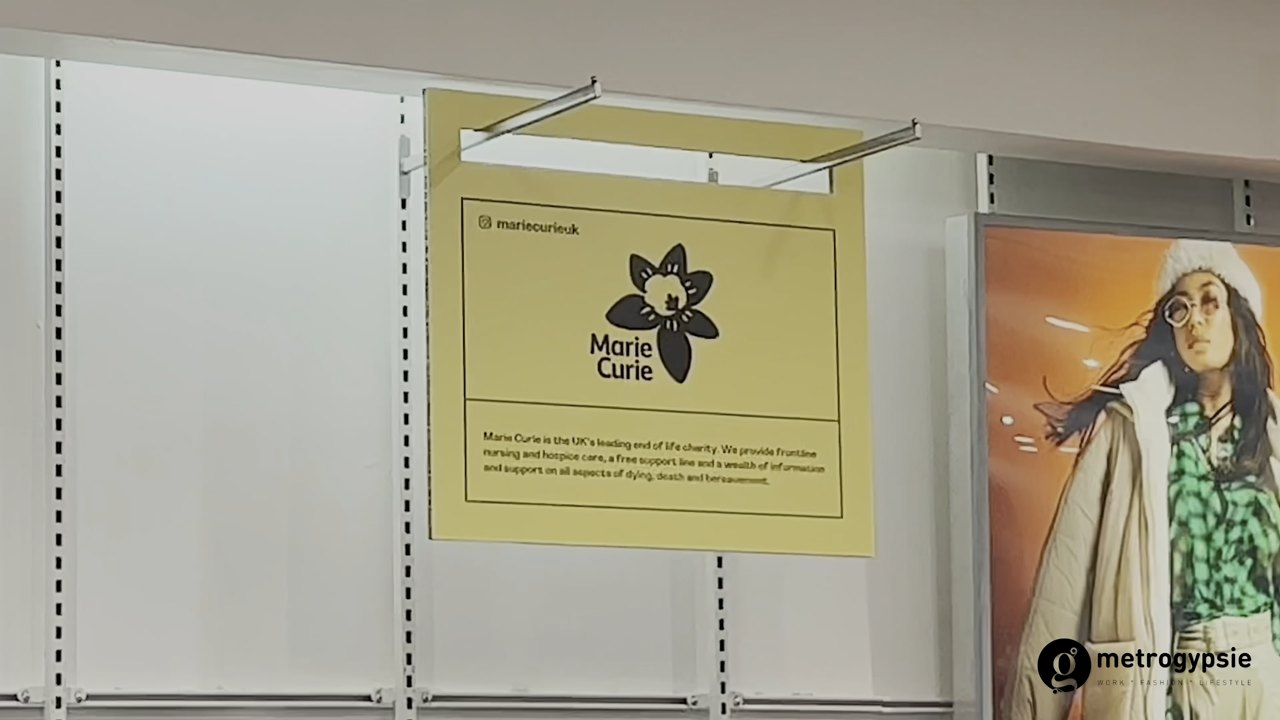 mariecurieuk
Marie
Curie
Marie Curie is the UK's leading end of life charity. We provide frontline
nursing and hospice care, a free support line and a wealth of information
and support on all aspects of dying, death and bereavement.
metrogypsie
WORK * FASHION * LIFESTYLE